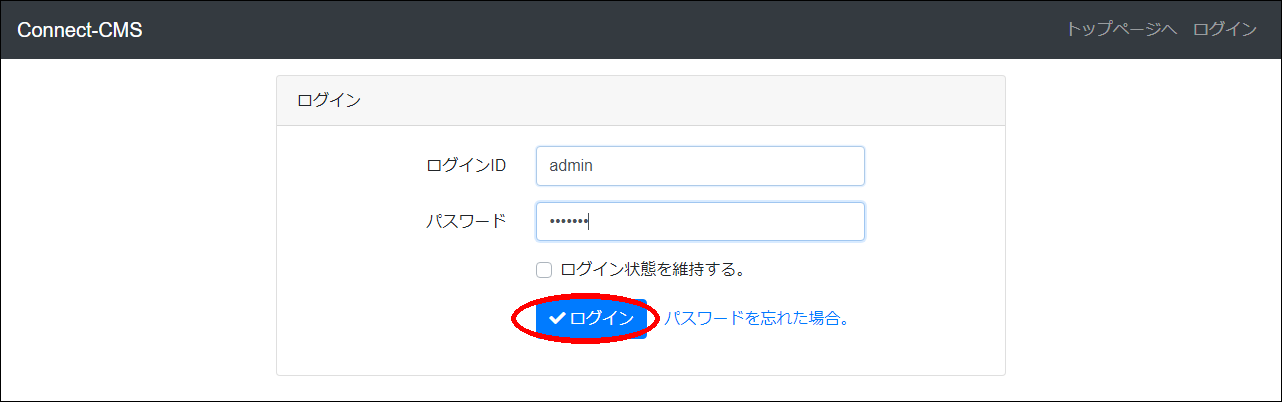 Connect-CMS
トップページへ ログイン
ログイン
ログインID admin
パスワード •••••••
ログイン状態を維持する。
ログイン パスワードを忘れた場合。